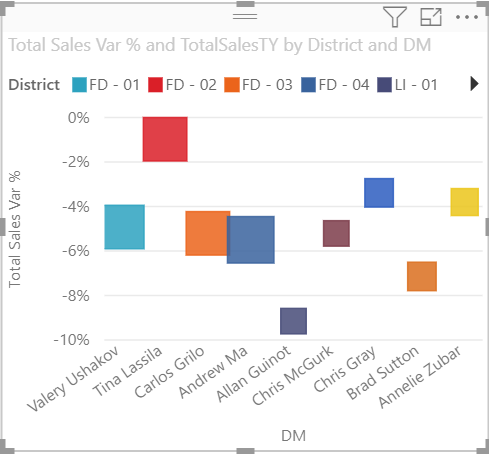 Total Sales Var % and TotalSalesTY by District and DM
District FD - 01 FD - 02 FD - 03 FD - 04 LI - 01
0%
-2%
-4%
-6%
-8%
-10%
Total Sales Var %
Valery Ushakov
Tina Lassila
Carlos Grilo
Andrew Ma
Allan Guinot
Chris McGurk
Chris Gray
Brad Sutton
Annelie Zubar
DM